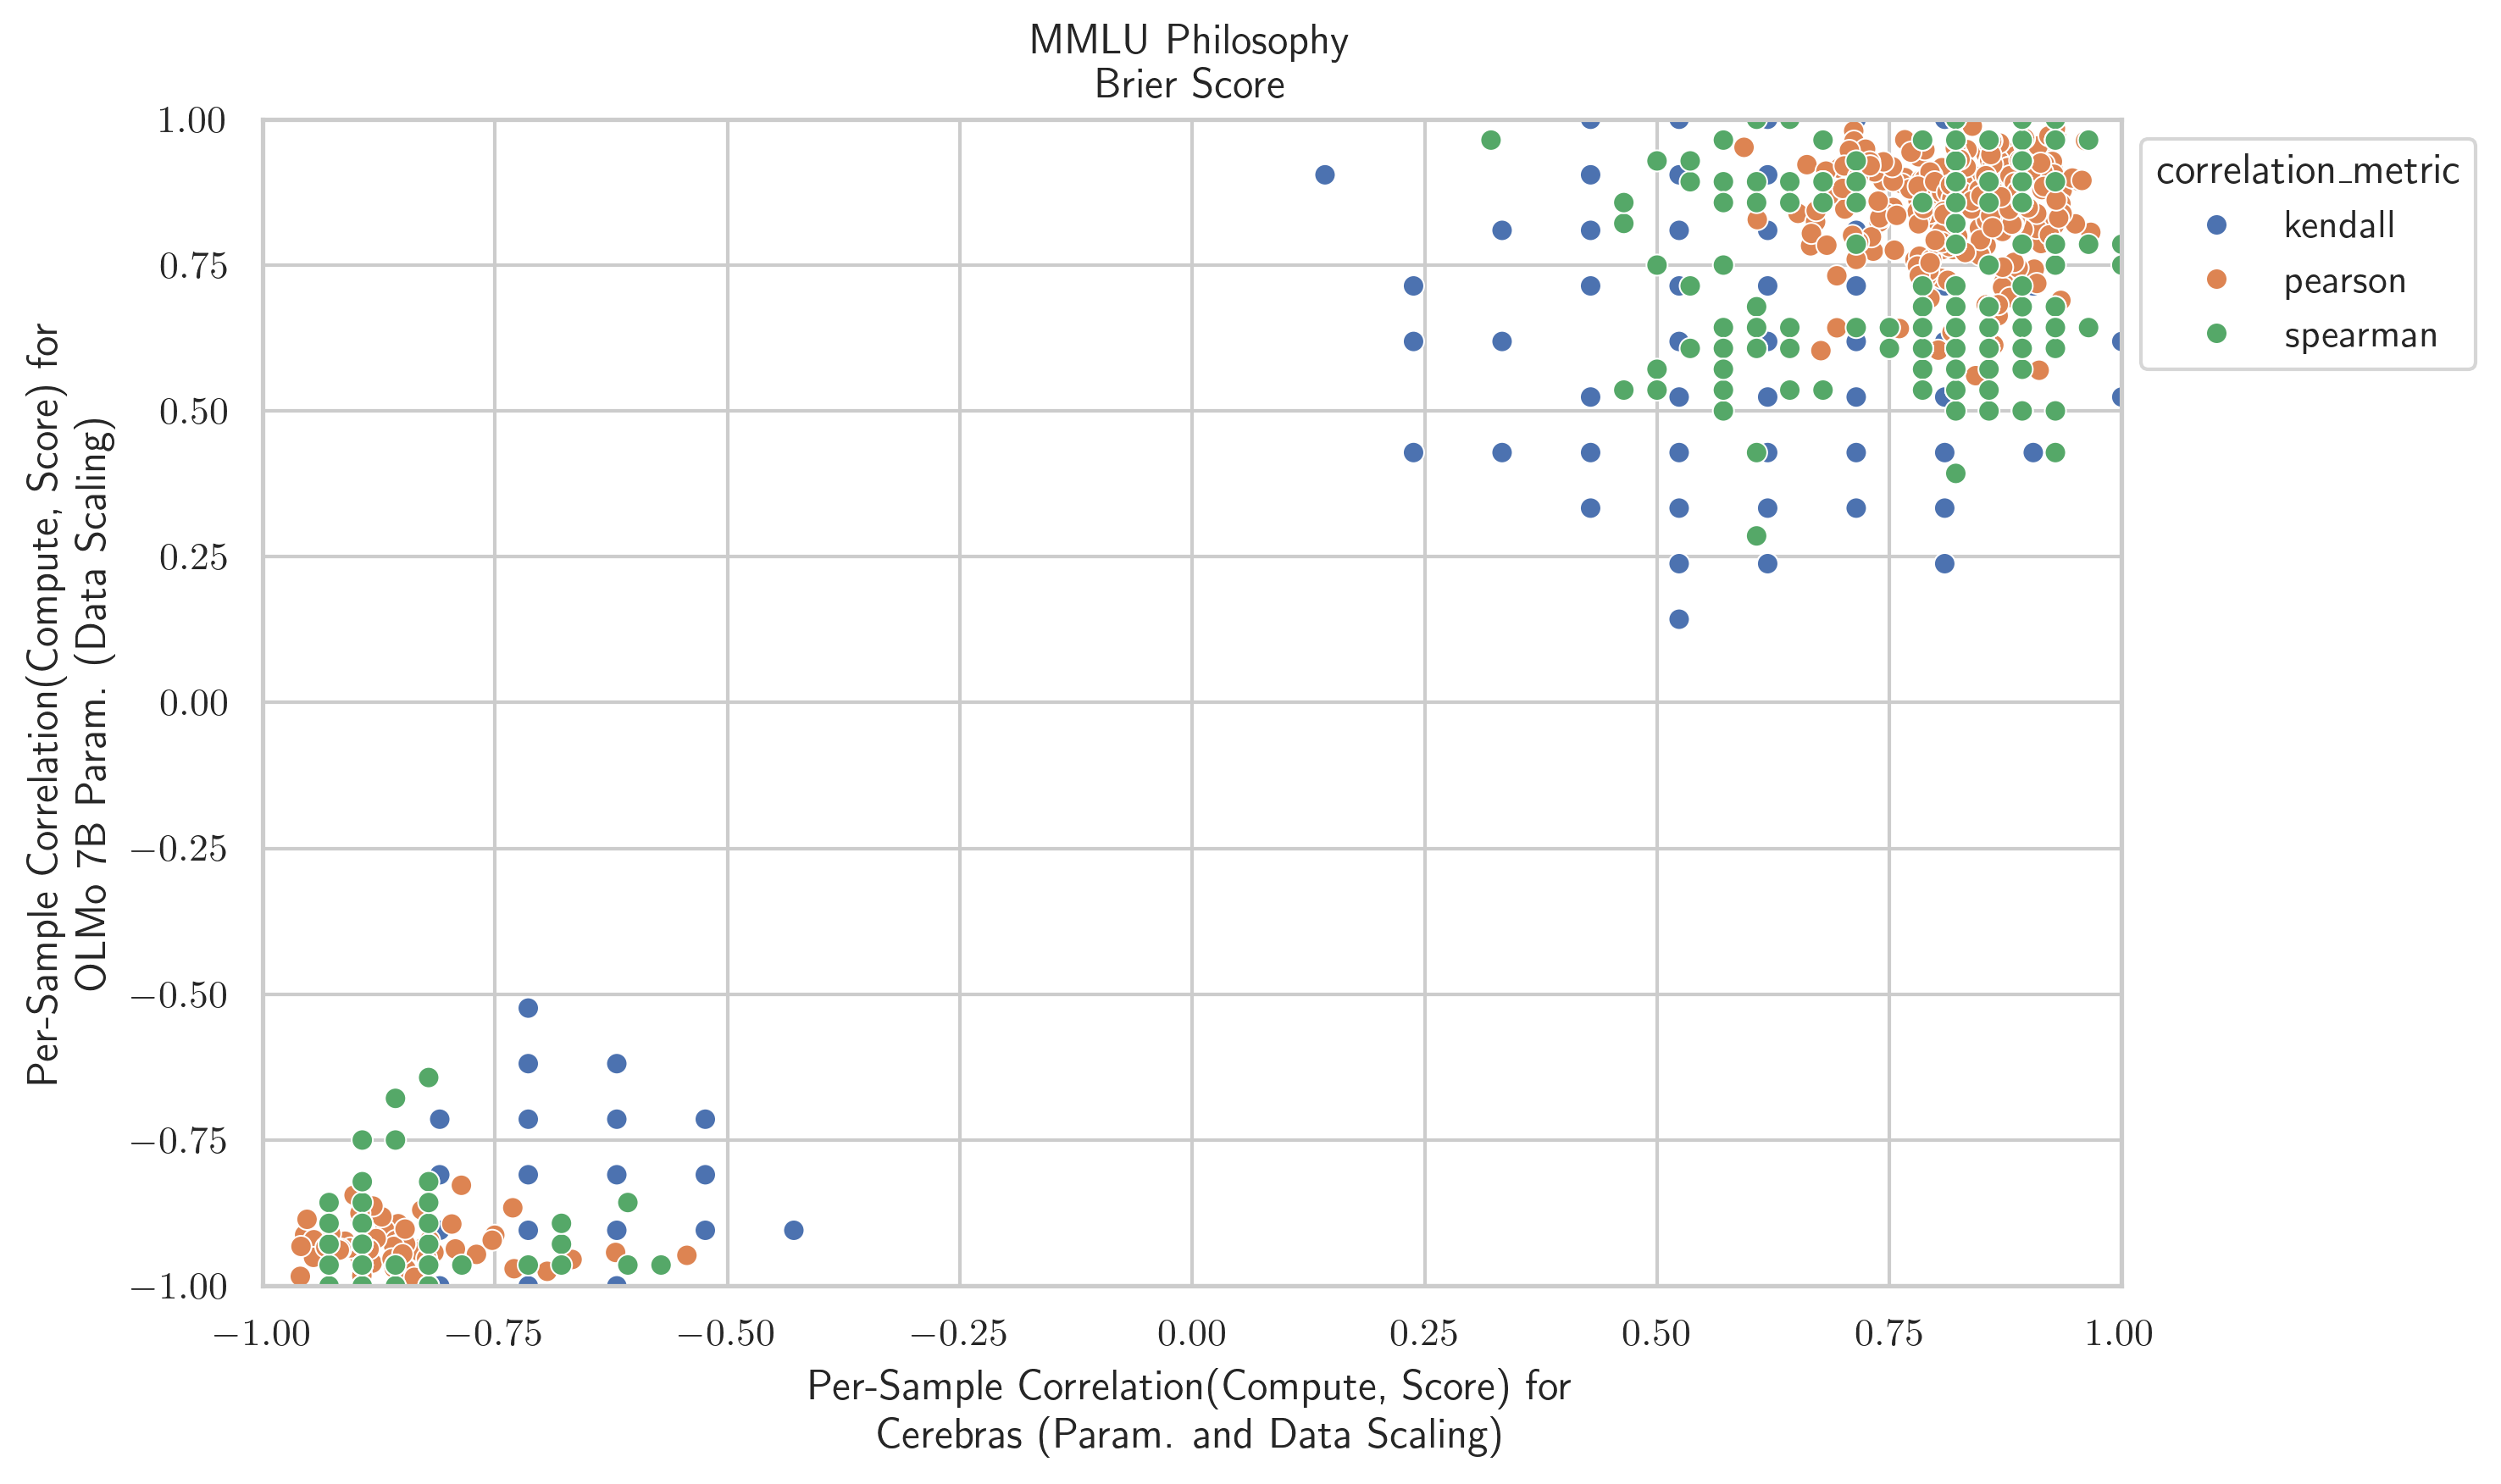 MMLU Philosophy
Brier Score
Per-Sample Correlation(Compute, Score) for
OLMo 7B Param. (Data Scaling)
1.00
0.75
0.50
0.25
0.00
−0.25
−0.50
−0.75
−1.00
−1.00 −0.75 −0.50 −0.25 0.00 0.25 0.50 0.75 1.00
Per-Sample Correlation(Compute, Score) for
Cerebras (Param. and Data Scaling)
correlation_metric
kendall
pearson
spearman